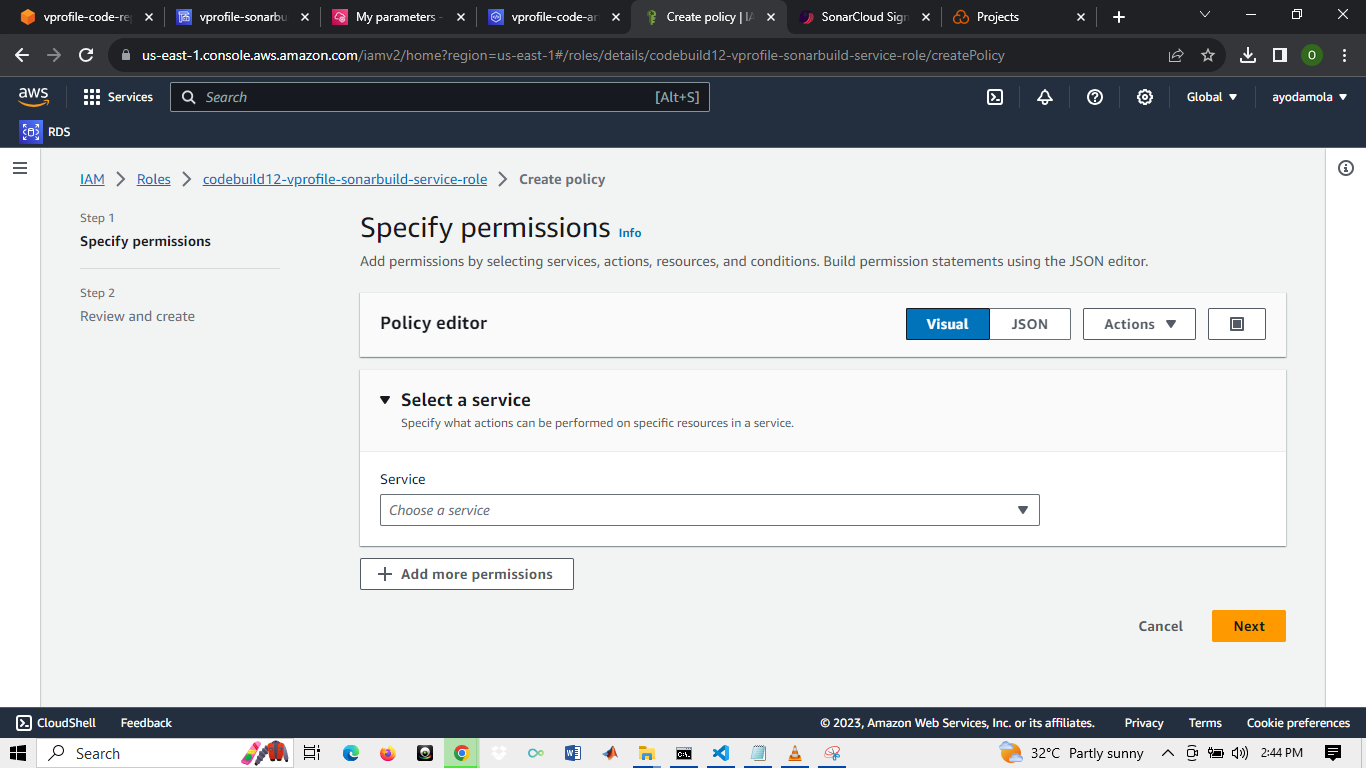 vprofile-code-rep
vprofile-sonarbu
My parameters -
vprofile-code-ar
Create policy | IA
SonarCloud Sign
Projects
us-east-1.console.aws.amazon.com/iamv2/home?region=us-east-1#/roles/details/codebuild12-vprofile-sonarbuild-service-role/createPolicy
O
aws
Services
Search
[Alt+S]
Global
ayodamola
RDS
IAM > Roles > codebuild12-vprofile-sonarbuild-service-role > Create policy
Step 1
Specify permissions
Step 2
Review and create
Specify permissions Info
Add permissions by selecting services, actions, resources, and conditions. Build permission statements using the JSON editor.
Policy editor
Visual
JSON
Actions
Select a service
Specify what actions can be performed on specific resources in a service.
Service
Choose a service
+ Add more permissions
Cancel
Next
CloudShell
Feedback
© 2023, Amazon Web Services, Inc. or its affiliates.
Privacy
Terms
Cookie preferences
Search
32°C Partly sunny
2:44 PM